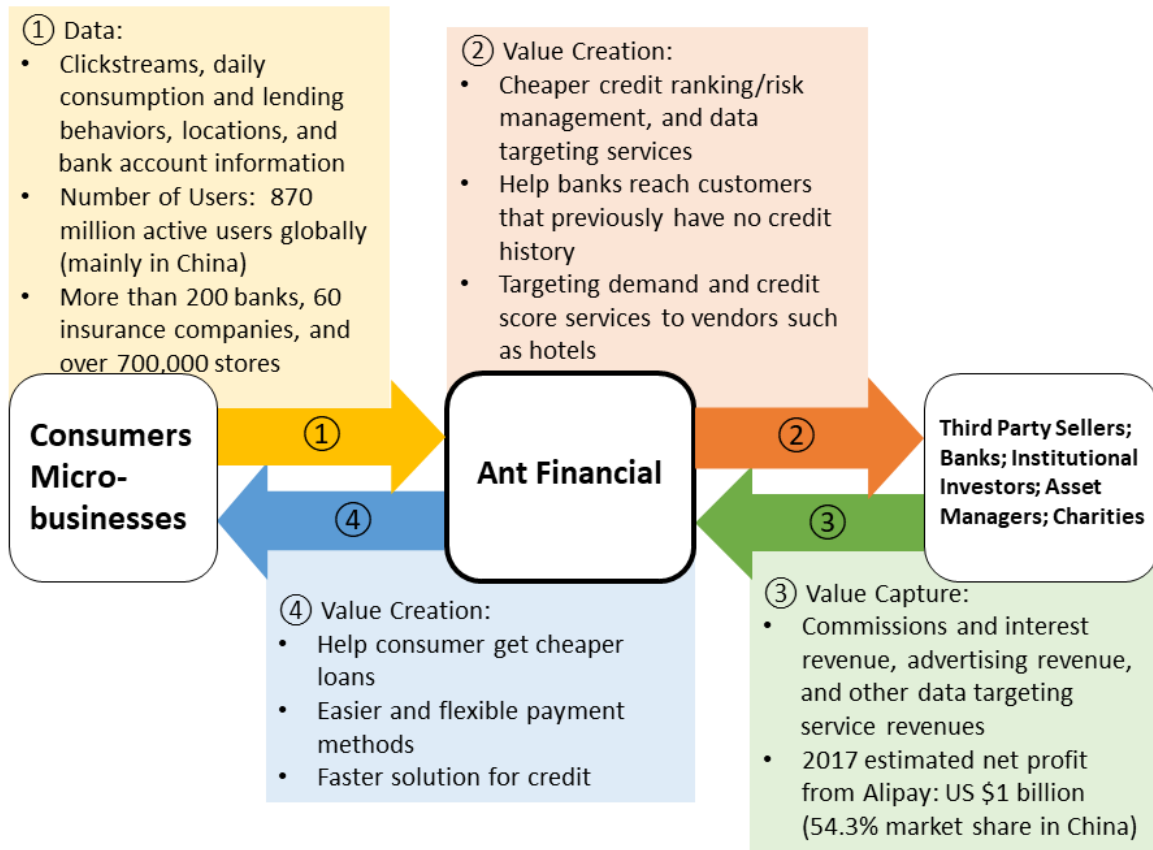 ① Data:
• Clickstreams, daily
consumption and lending
behaviors, locations, and
bank account information
• Number of Users: 870
million active users globally
(mainly in China)
• More than 200 banks, 60
insurance companies, and
over 700,000 stores
② Value Creation:
• Cheaper credit ranking/risk
management, and data
targeting services
• Help banks reach customers
that previously have no credit
history
• Targeting demand and credit
score services to vendors such
as hotels
Consumers
Micro-
businesses
①
④
Ant Financial
②
③
Third Party Sellers;
Banks; Institutional
Investors; Asset
Managers; Charities
④ Value Creation:
• Help consumer get cheaper
loans
• Easier and flexible payment
methods
• Faster solution for credit
③ Value Capture:
• Commissions and interest
revenue, advertising revenue,
and other data targeting
service revenues
• 2017 estimated net profit
from Alipay: US $1 billion
(54.3% market share in China)